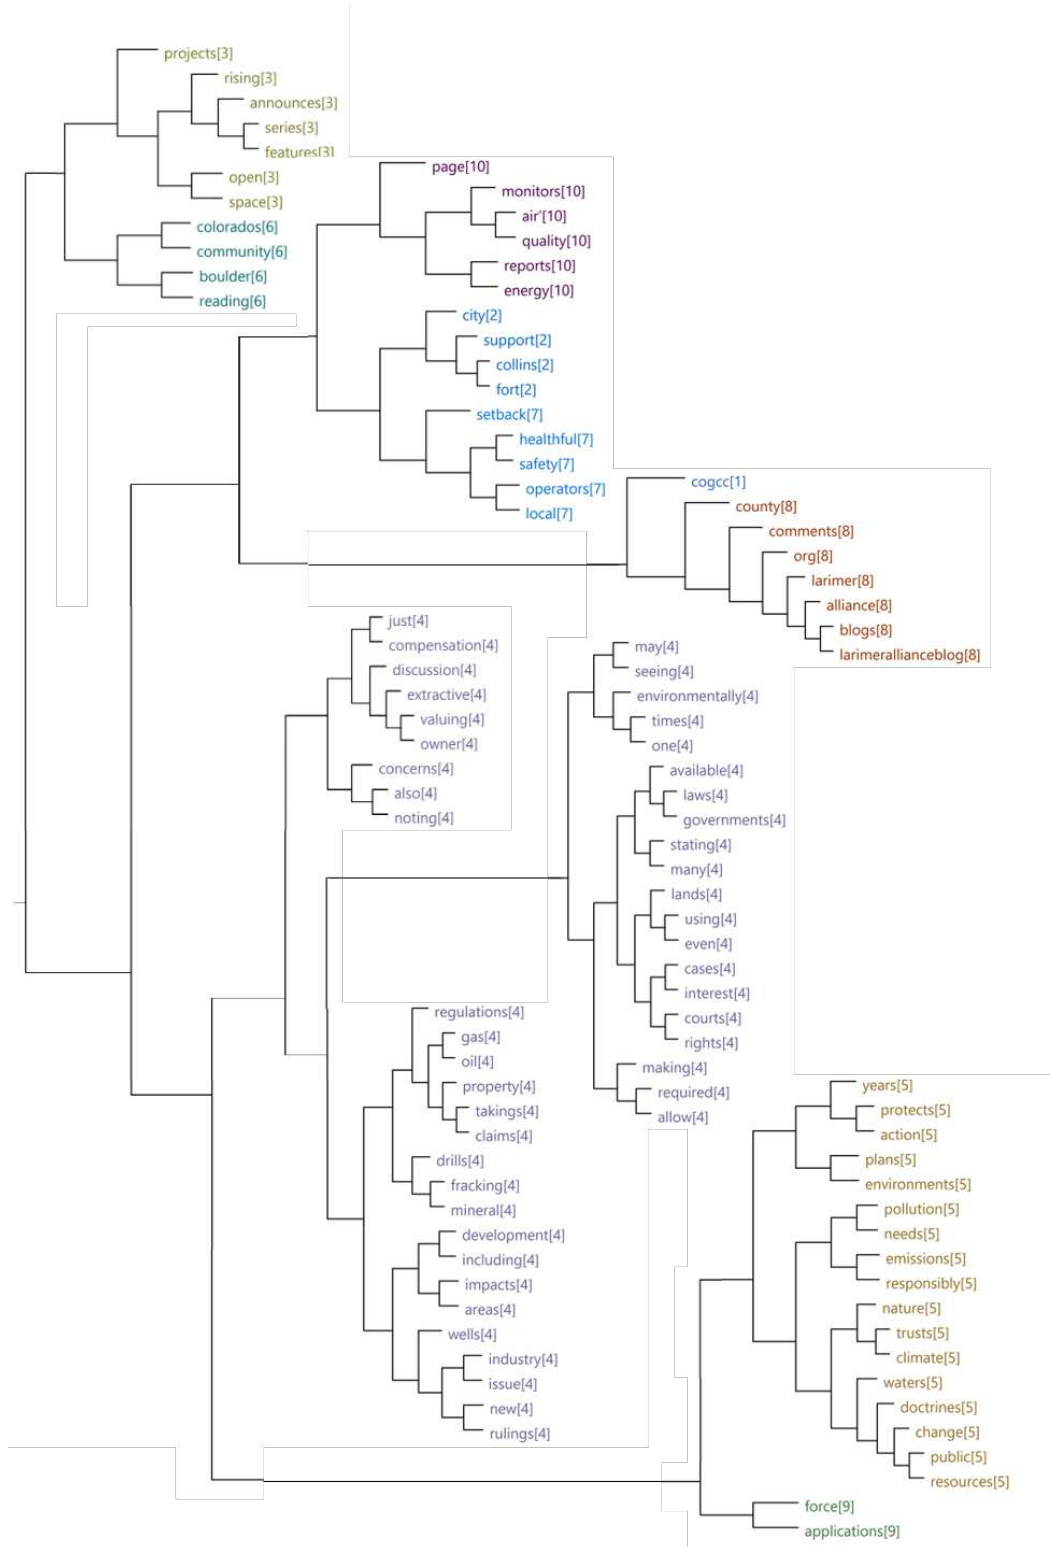 projects[3]
rising[3]
announces[3]
series[3]
features[3]
open[3]
space[3]
colorados[6]
community[6]
boulder[6]
reading[6]
page[10]
monitors[10]
air'[10]
quality[10]
reports[10]
energy[10]
city[2]
support[2]
collins[2]
fort[2]
setback[7]
healthful[7]
safety[7]
operators[7]
local[7]
cogcc[1]
county[8]
comments[8]
org[8]
larimer[8]
alliance[8]
blogs[8]
larimerallianceblog[8]
just[4]
compensation[4]
discussion[4]
extractive[4]
valuing[4]
owner[4]
concerns[4]
also[4]
noting[4]
may[4]
seeing[4]
environmentally[4]
times[4]
one[4]
available[4]
laws[4]
governments[4]
stating[4]
many[4]
lands[4]
using[4]
even[4]
cases[4]
interest[4]
courts[4]
rights[4]
making[4]
required[4]
allow[4]
regulations[4]
gas[4]
oil[4]
property[4]
takings[4]
claims[4]
drills[4]
fracking[4]
mineral[4]
development[4]
including[4]
impacts[4]
areas[4]
wells[4]
industry[4]
issue[4]
new[4]
rulings[4]
years[5]
protects[5]
action[5]
plans[5]
environments[5]
pollution[5]
needs[5]
emissions[5]
responsibly[5]
nature[5]
trusts[5]
climate[5]
waters[5]
doctrines[5]
change[5]
public[5]
resources[5]
force[9]
applications[9]